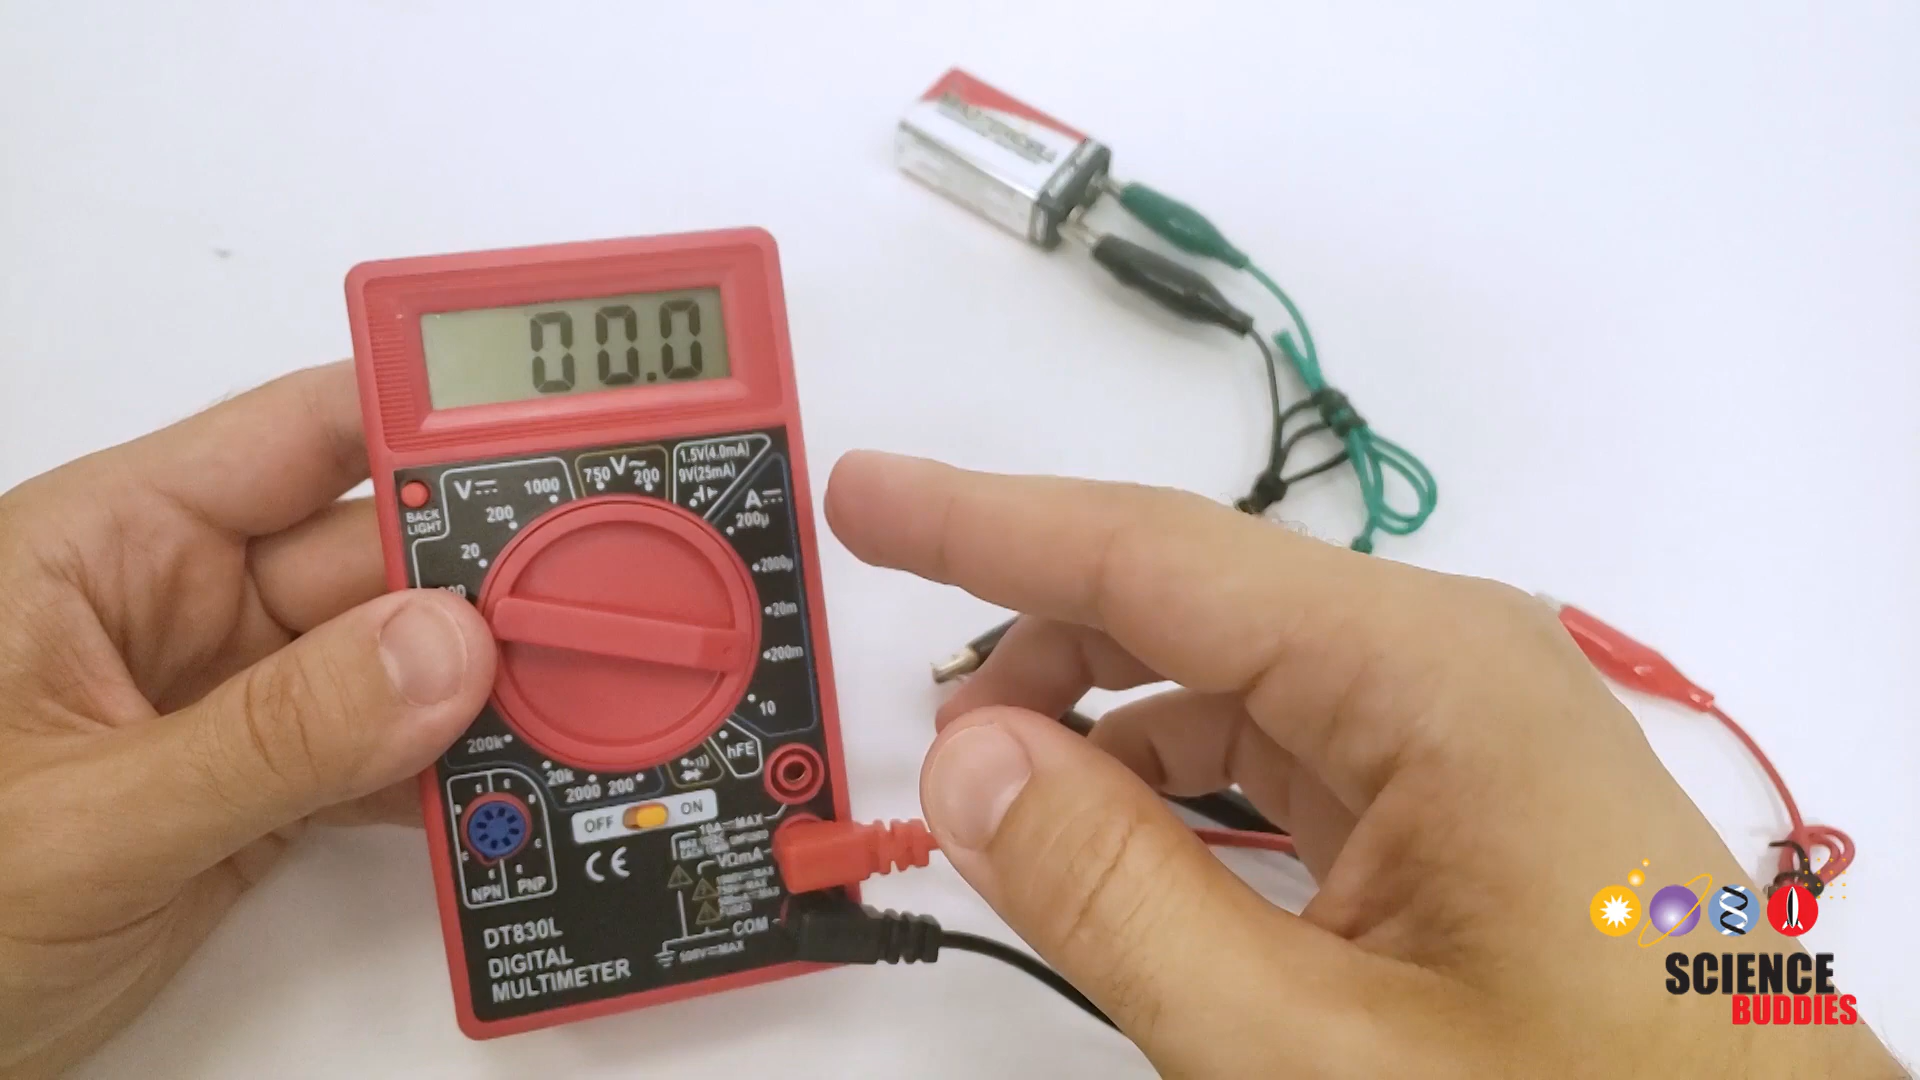 00.0
BACK
LIGHT
V
1000
200
20
750 V 200
1.5V(4.0mA)
9V(25mA)
A
200µ
2000µ
20m
200m
10
hFE
200k
20k
2000
200
OFF
ON
10A MAX
VΩmA
COM
500V MAX
CE
NPN
PNP
DT830L
DIGITAL
MULTIMETER
SCIENCE
BUDDIES